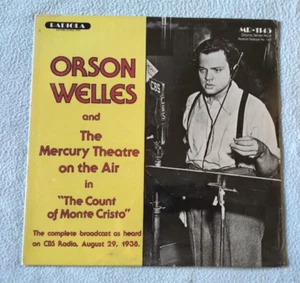 RADIOLA
MR-1145
ORSON
WELLES
and
The
Mercury Theatre
on the Air
in
"The Count
of Monte Cristo"
The complete broadcast as heard
on CBS Radio, August 29, 1938.
CBS